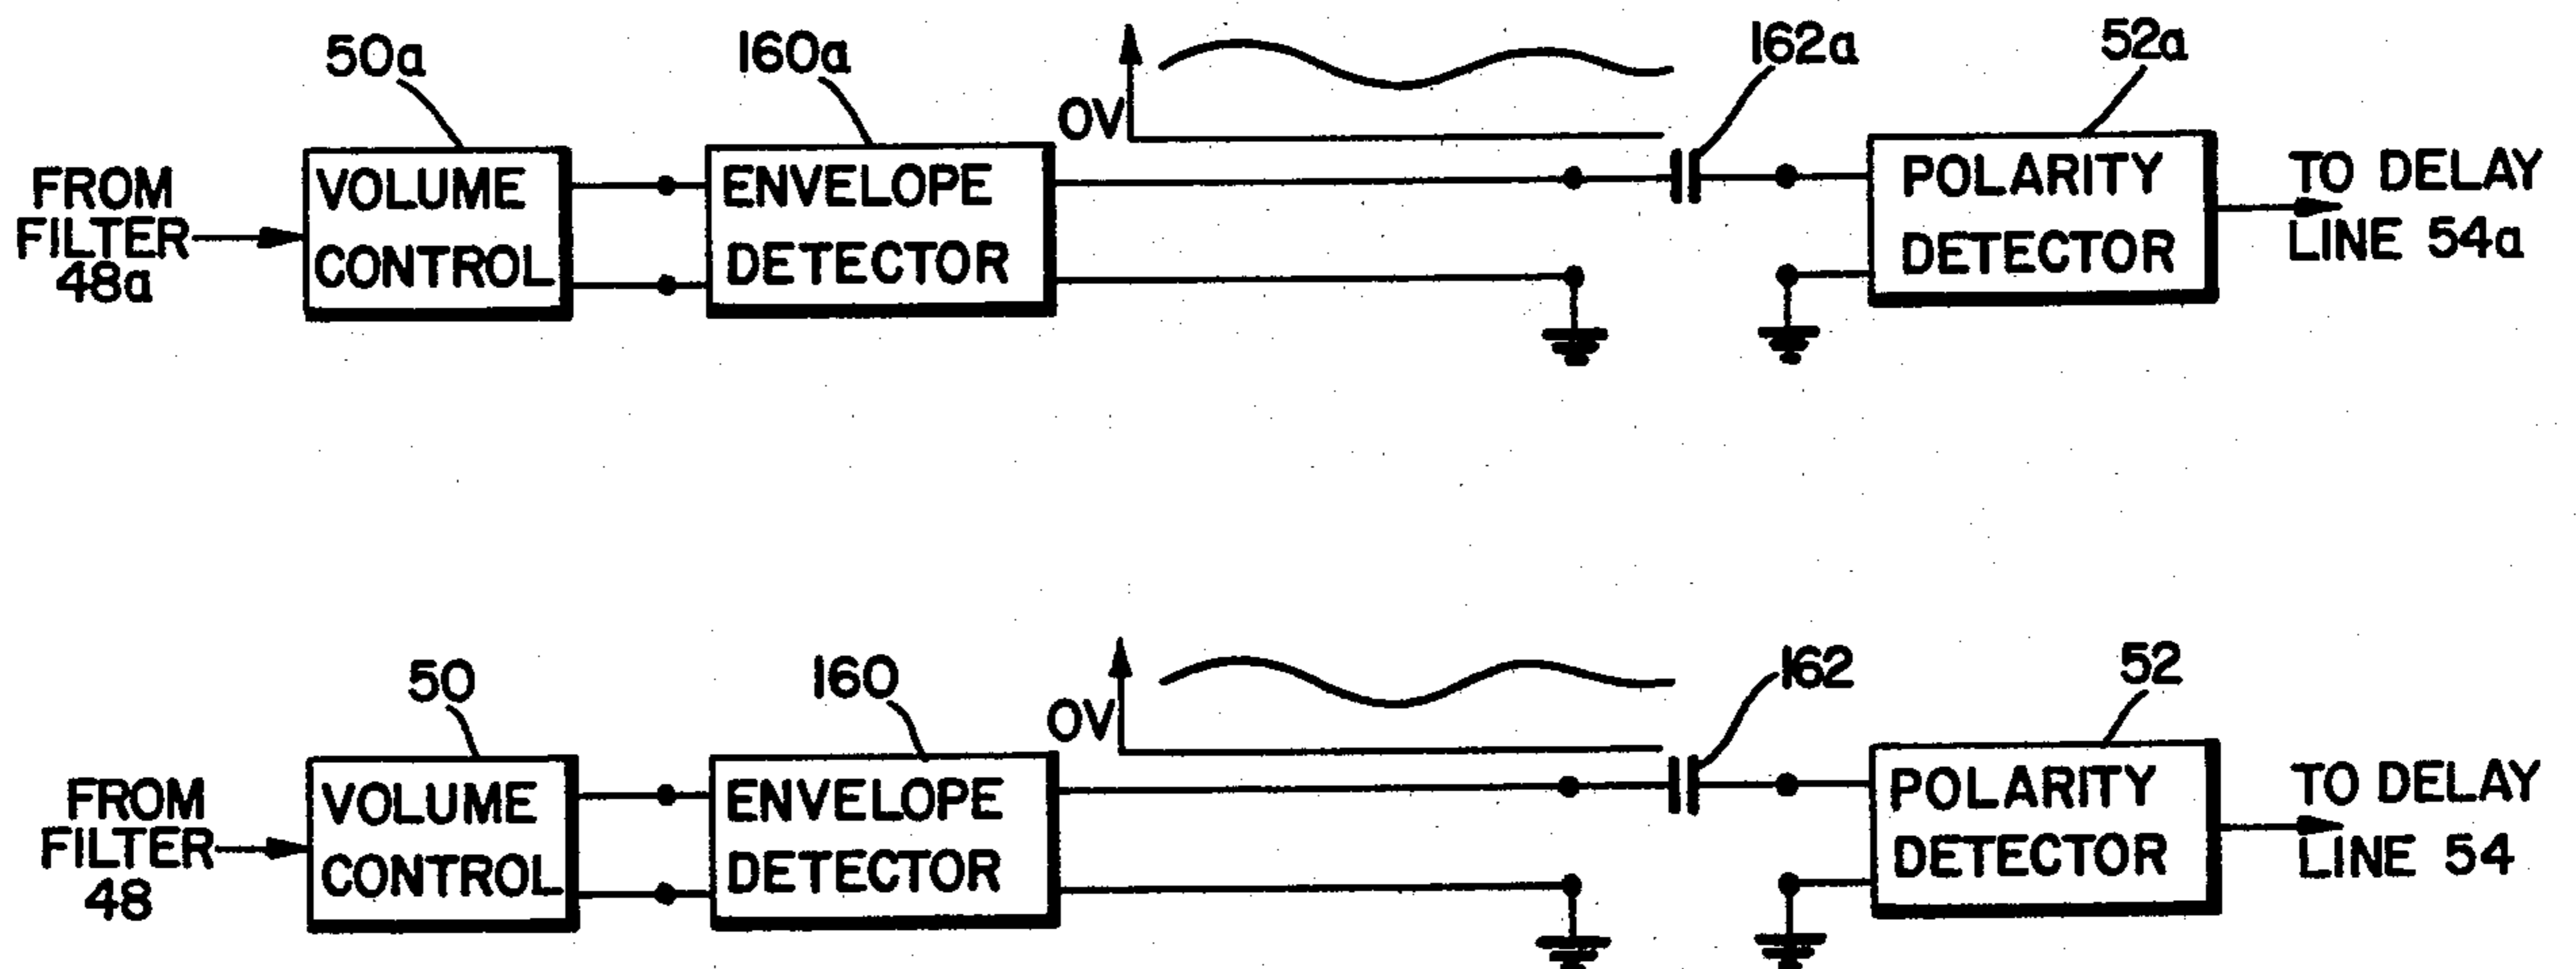 50a
160a
162a
52a
0V
FROM
FILTER
48a
VOLUME
CONTROL
ENVELOPE
DETECTOR
POLARITY
DETECTOR
TO DELAY
LINE 54a
50
160
162
52
0V
FROM
FILTER
48
VOLUME
CONTROL
ENVELOPE
DETECTOR
POLARITY
DETECTOR
TO DELAY
LINE 54